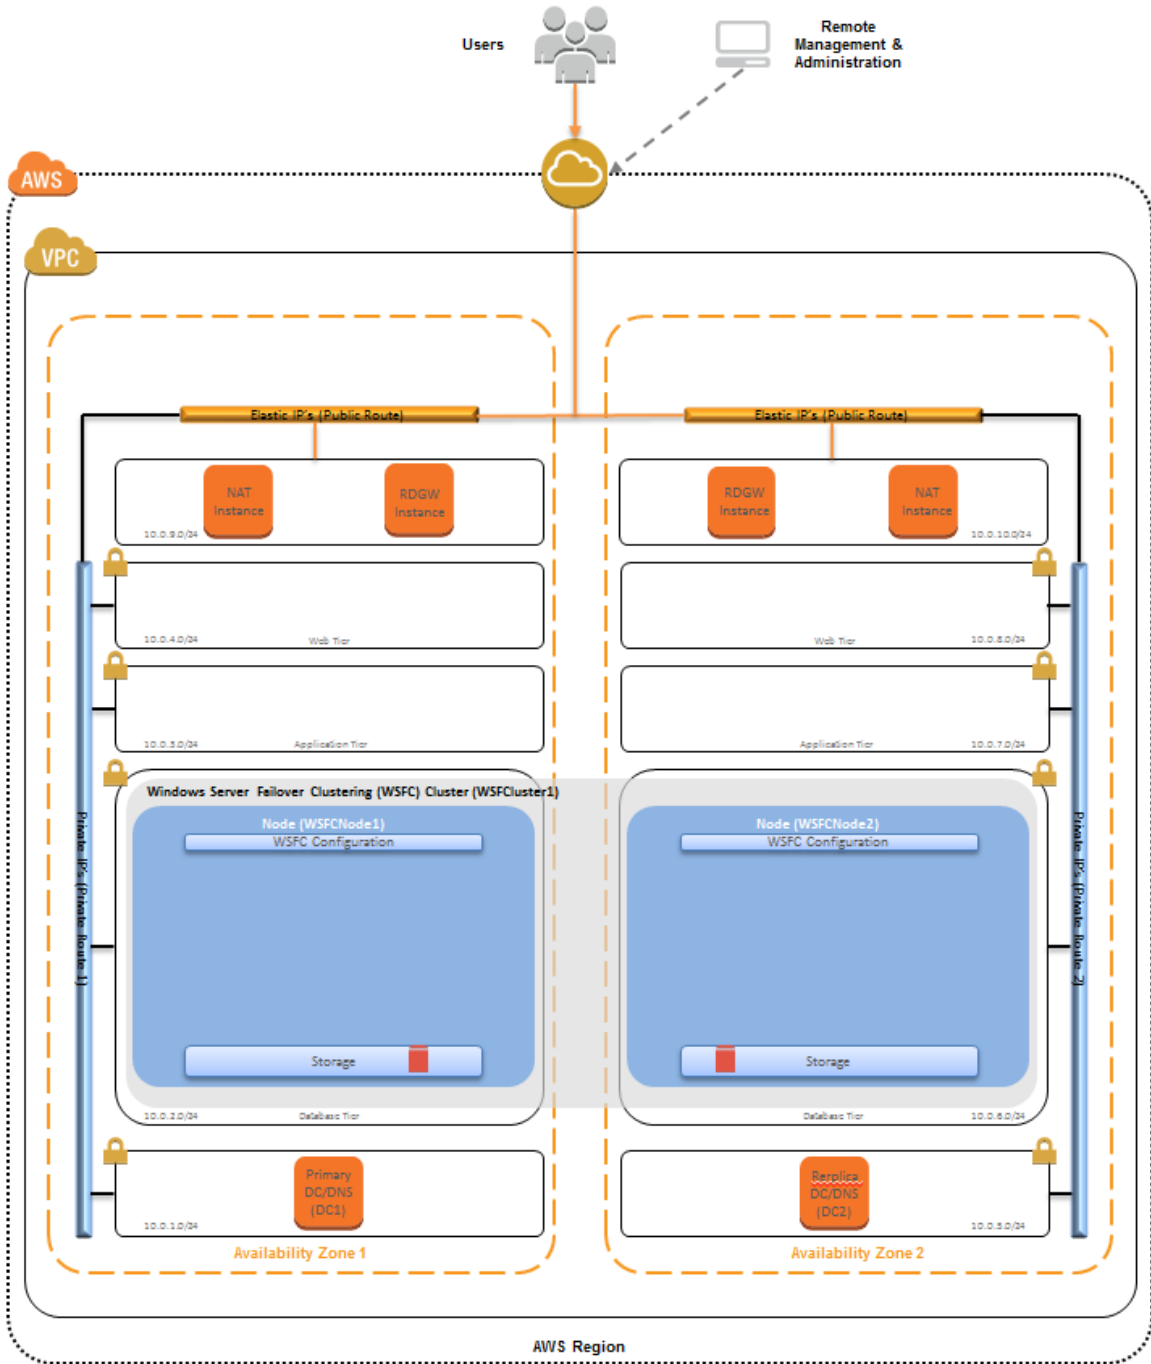 Users
Remote
Management &
Administration
AWS
VPC
Elastic IP's (Public Route)
Elastic IP's (Public Route)
NAT
Instance
RDGW
Instance
10.0.9.0/24
RDGW
Instance
NAT
Instance
10.0.10.0/24
10.0.4.0/24
Web Tier
Web Tier
10.0.8.0/24
10.0.3.0/24
Application Tier
Application Tier
10.0.7.0/24
Windows Server Failover Clustering (WSFC) Cluster (WSFCluster1)
Node (WSFCNode1)
WSFC Configuration
Node (WSFCNode2)
WSFC Configuration
Private IP's (Private Route 1)
Private IP's (Private Route 2)
Storage
Storage
10.0.2.0/24
Database Tier
Database Tier
10.0.6.0/24
Primary
DC/DNS
(DC1)
10.0.1.0/24
Rerplica
DC/DNS
(DC2)
10.0.5.0/24
Availability Zone 1
Availability Zone 2
AWS Region